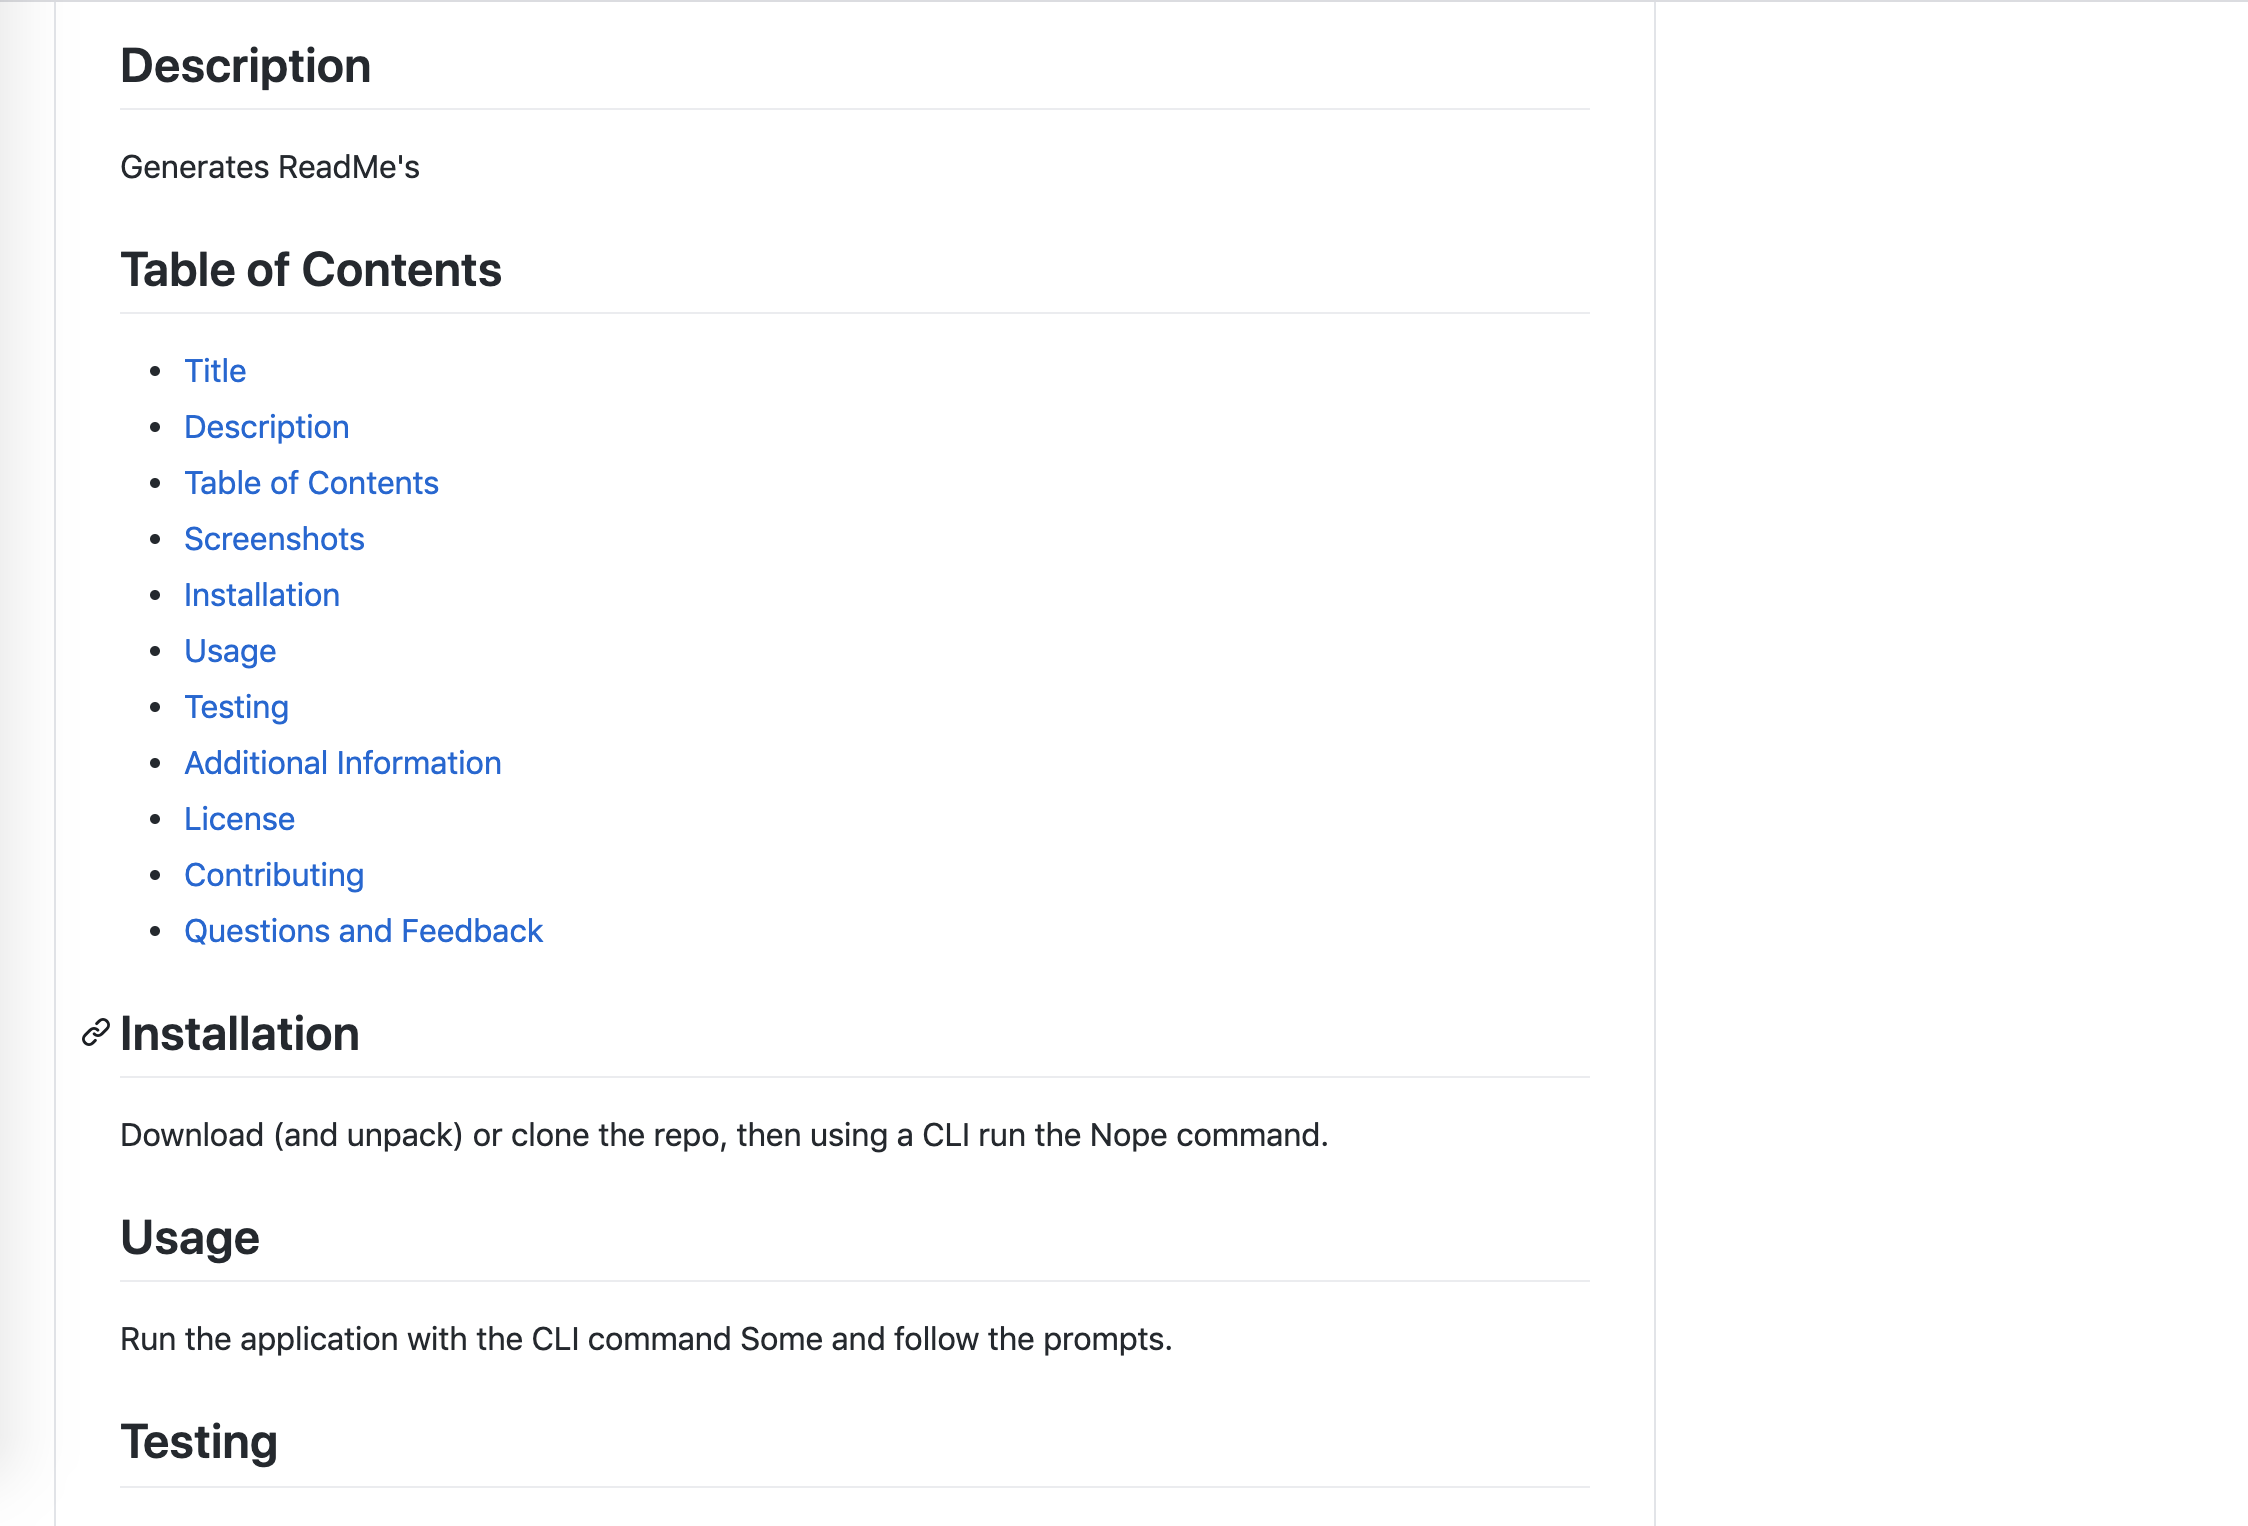 Description
Generates ReadMe's
Table of Contents
Title
Description
Table of Contents
Screenshots
Installation
Usage
Testing
Additional Information
License
Contributing
Questions and Feedback
Installation
Download (and unpack) or clone the repo, then using a CLI run the Nope command.
Usage
Run the application with the CLI command Some and follow the prompts.
Testing